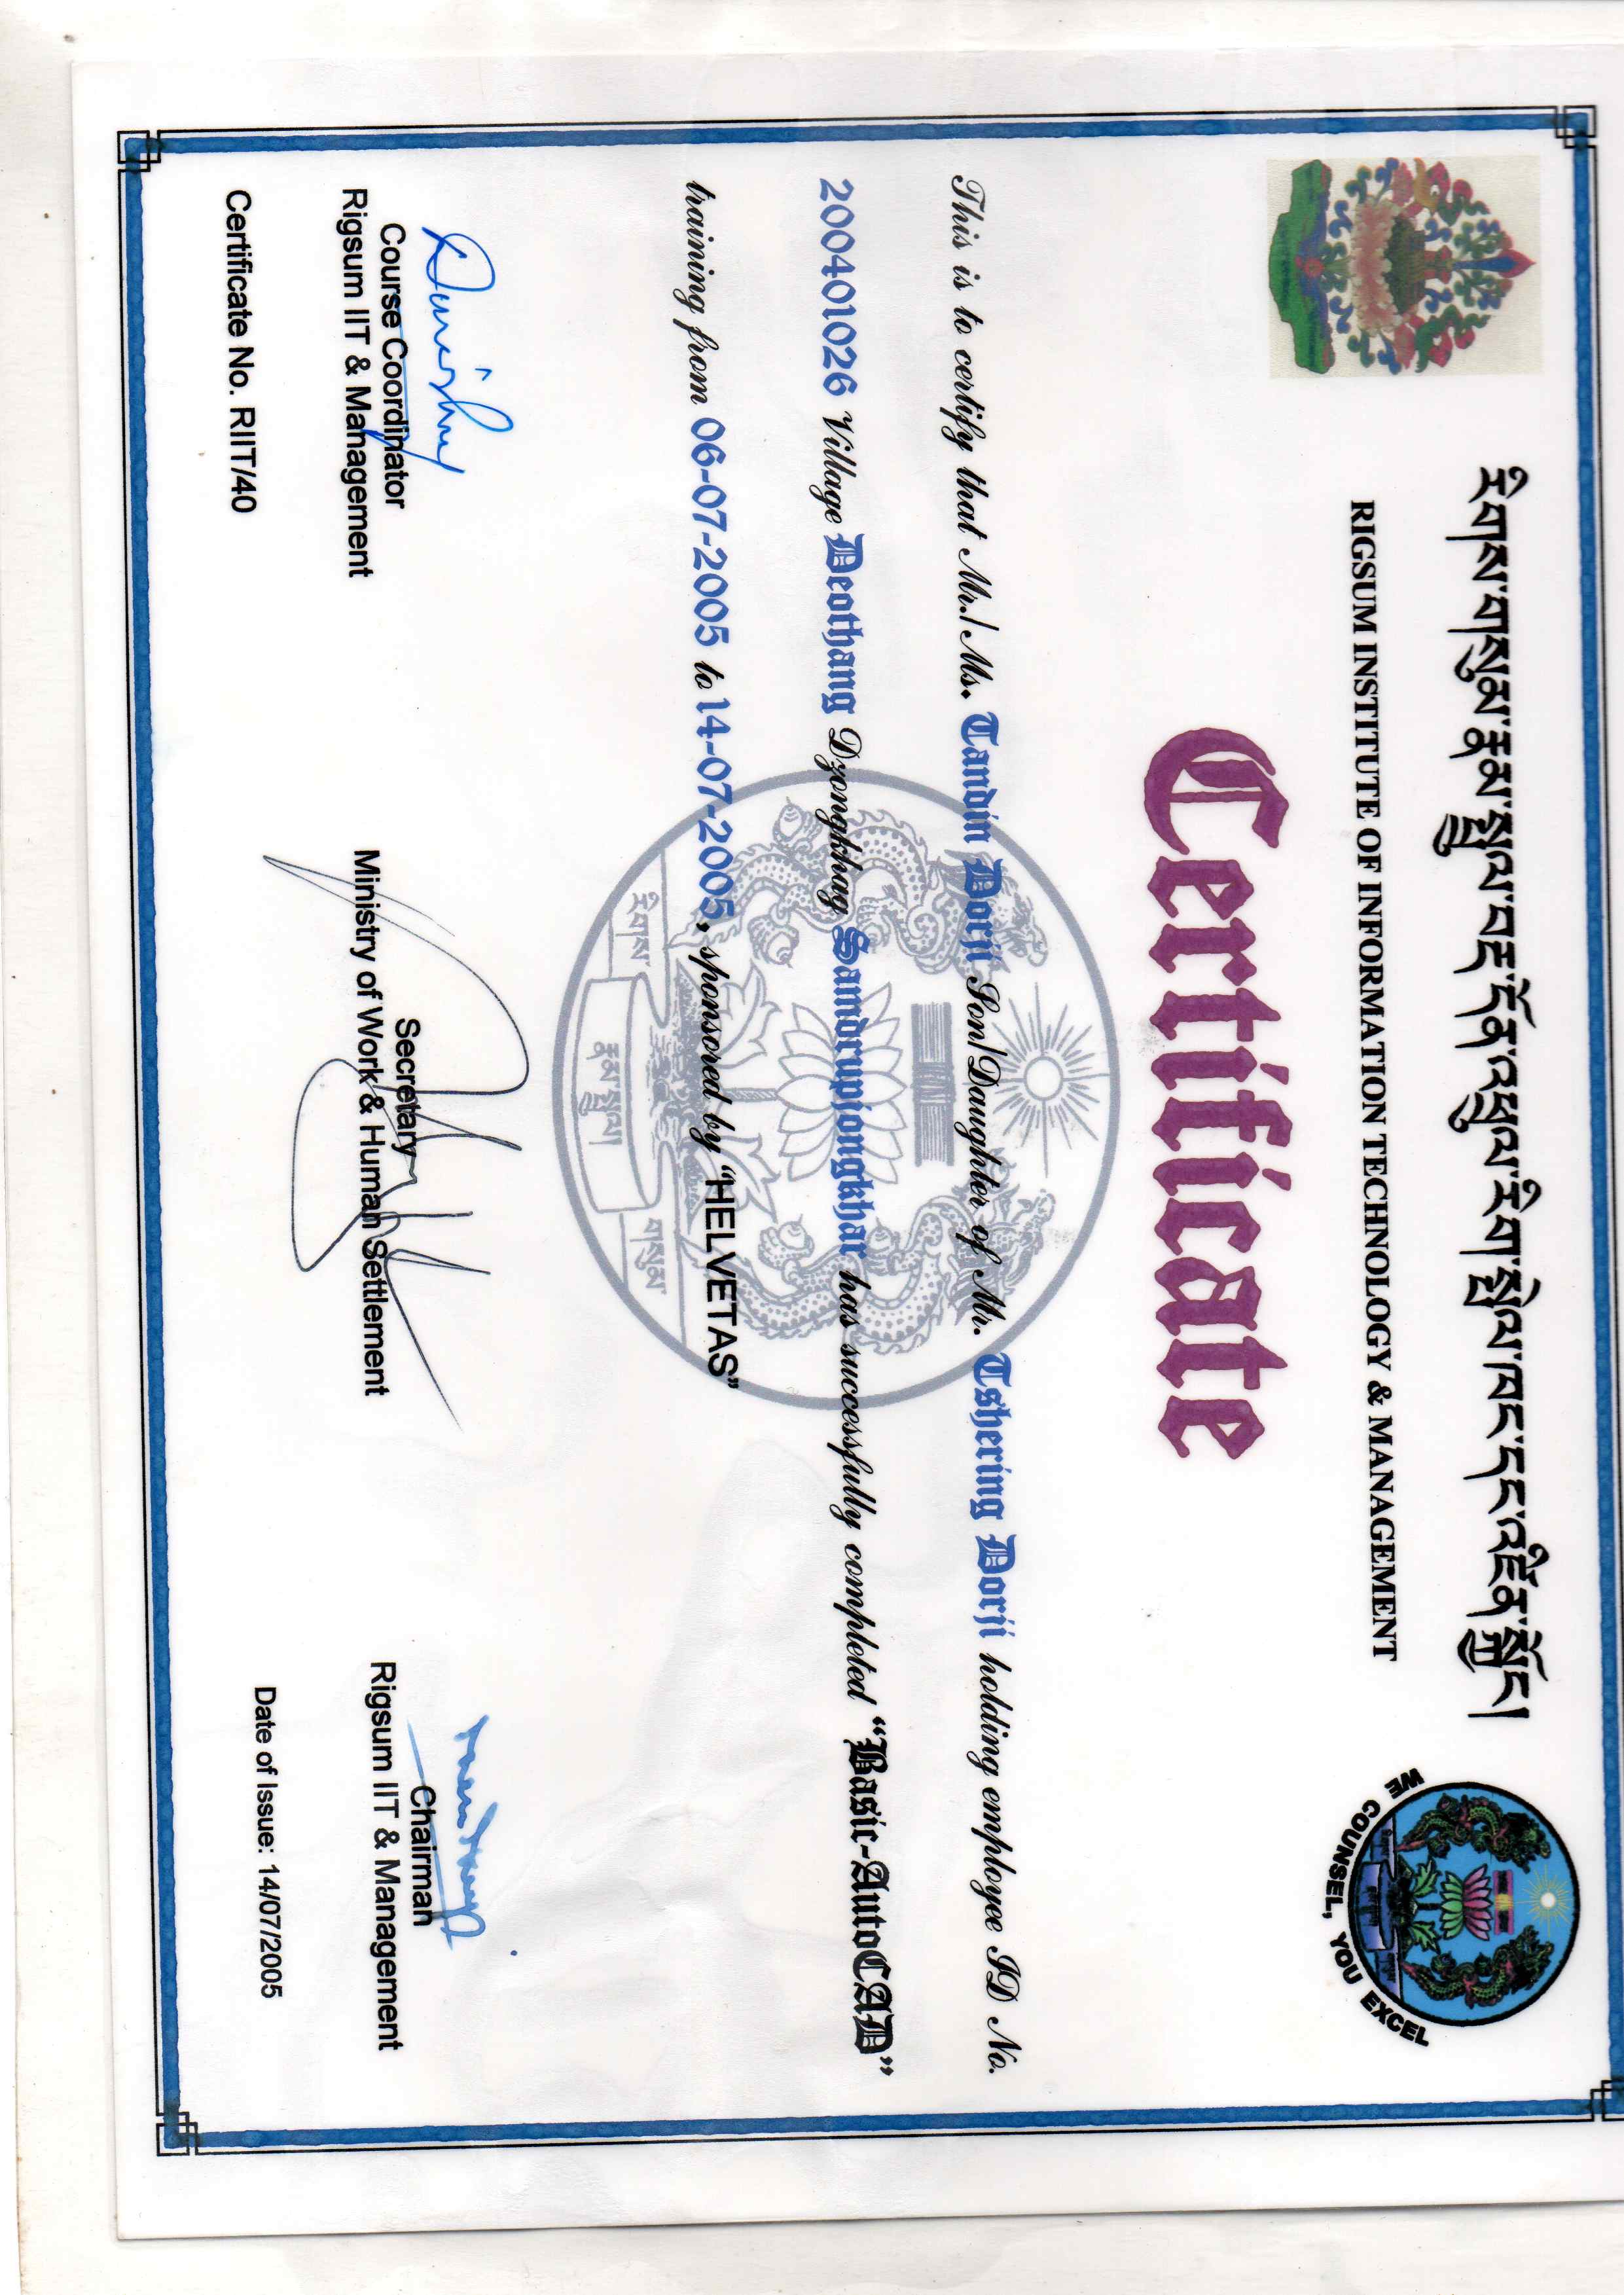 རིགས་གསུམ་རྣམ་སྤྲུལ་བརྡ་དོན་འཕྲུལ་རིག་སློབ་ཁང་དང་འཛིན་སྐྱོང།
RIGSUM INSTITUTE OF INFORMATION TECHNOLOGY & MANAGEMENT
WE COUNSEL, YOU EXCEL
Certificate
This is to certify that Mr./Ms. Tandin Dorji Son/Daughter of Mr. Tshering Dorji holding employee ID No.
200401026 Village Deothang Dzongkhag Samdrupjongkhar has successfully completed "Basic-AutoCAD"
training from 06-07-2005 to 14-07-2005, sponsored by "HELVETAS"
རིགས་ གསུམ་
རྣམ་སྤྲུལ།
Course Coordinator
Rigsum IIT & Management
Secretary
Ministry of Work & Human Settlement
Chairman
Rigsum IIT & Management
Certificate No. RIIT/40
Date of Issue: 14/07/2005